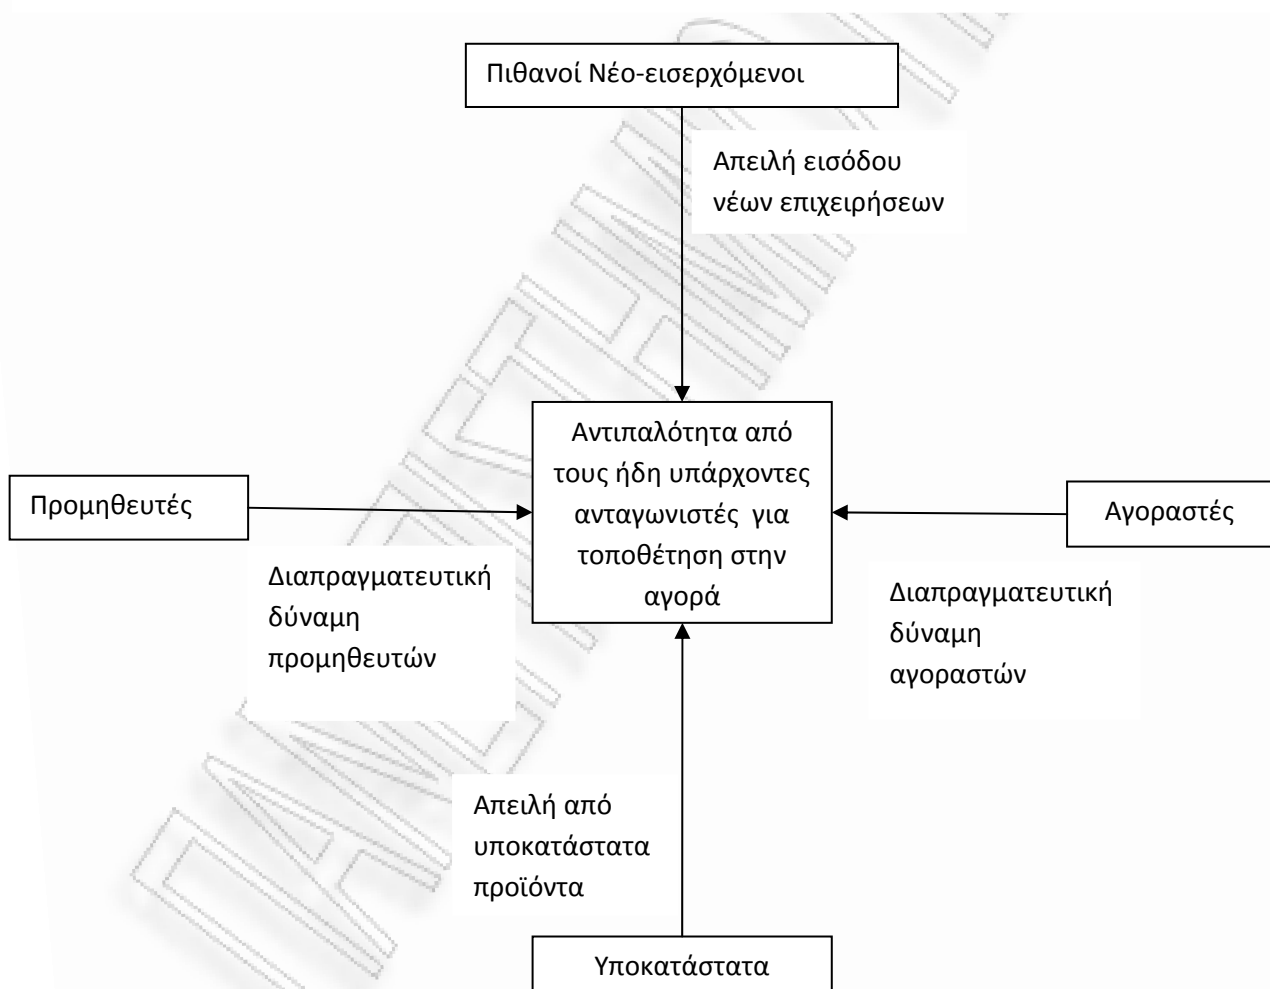 Πιθανοί Νέο-εισερχόμενοι
Απειλή εισόδου
νέων επιχειρήσεων
Αντιπαλότητα από
τους ήδη υπάρχοντες
ανταγωνιστές για
τοποθέτηση στην
αγορά
Προμηθευτές
Αγοραστές
Διαπραγματευτική
δύναμη
προμηθευτών
Διαπραγματευτική
δύναμη
αγοραστών
Απειλή από
υποκατάστατα
προϊόντα
Υποκατάστατα